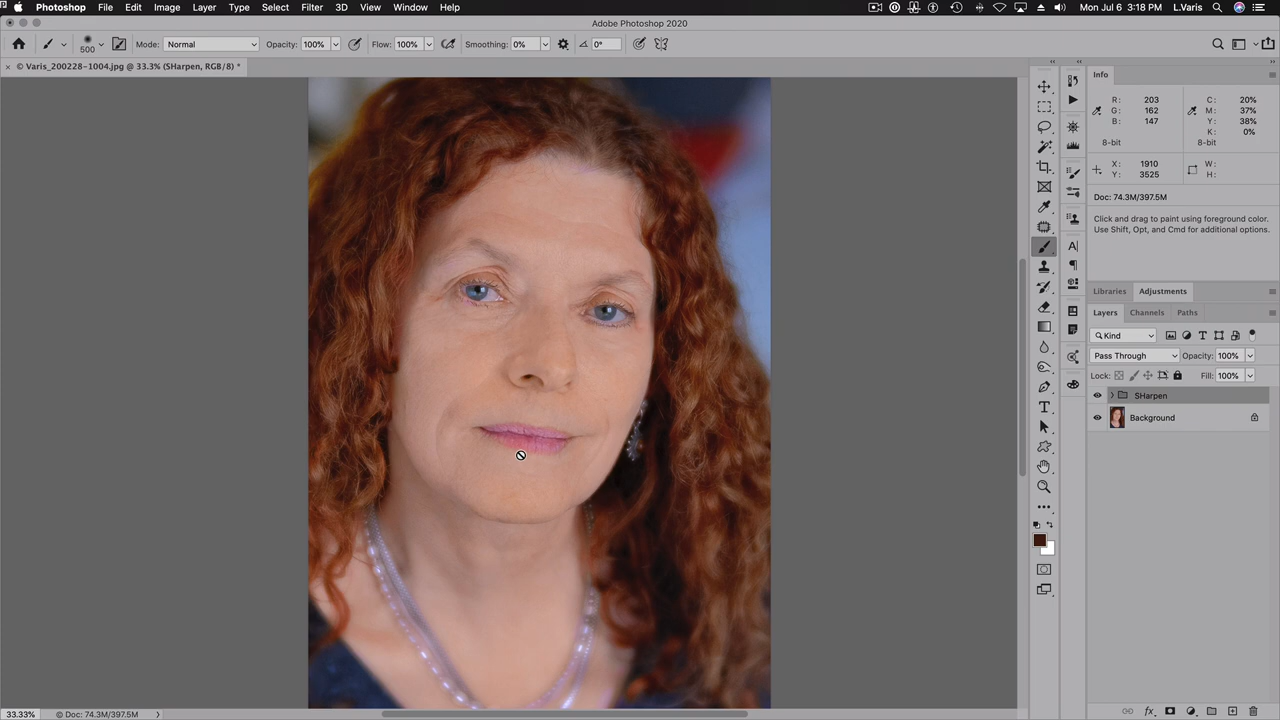 Photoshop File Edit Image Layer Type Select Filter 3D View Window Help Mon Jul 6 3:18 PM L.Varis
Adobe Photoshop 2020
500 Mode: Normal Opacity: 100% Flow: 100% Smoothing: 0% 0°
× © Varis_200228-1004.jpg @ 33.3% (SHarpen, RGB/8) *
Info
R: 203 C: 20%
G: 162 M: 37%
B: 147 Y: 38%
K: 0%
8-bit 8-bit
X: 1910 W:
Y: 3525 H:
Doc: 74.3M/397.5M
Click and drag to paint using foreground color.
Use Shift, Opt, and Cmd for additional options.
Libraries Adjustments
Layers Channels Paths
Kind
Pass Through Opacity: 100%
Lock: Fill: 100%
SHarpen
Background
33.33% © Doc: 74.3M/397.5M